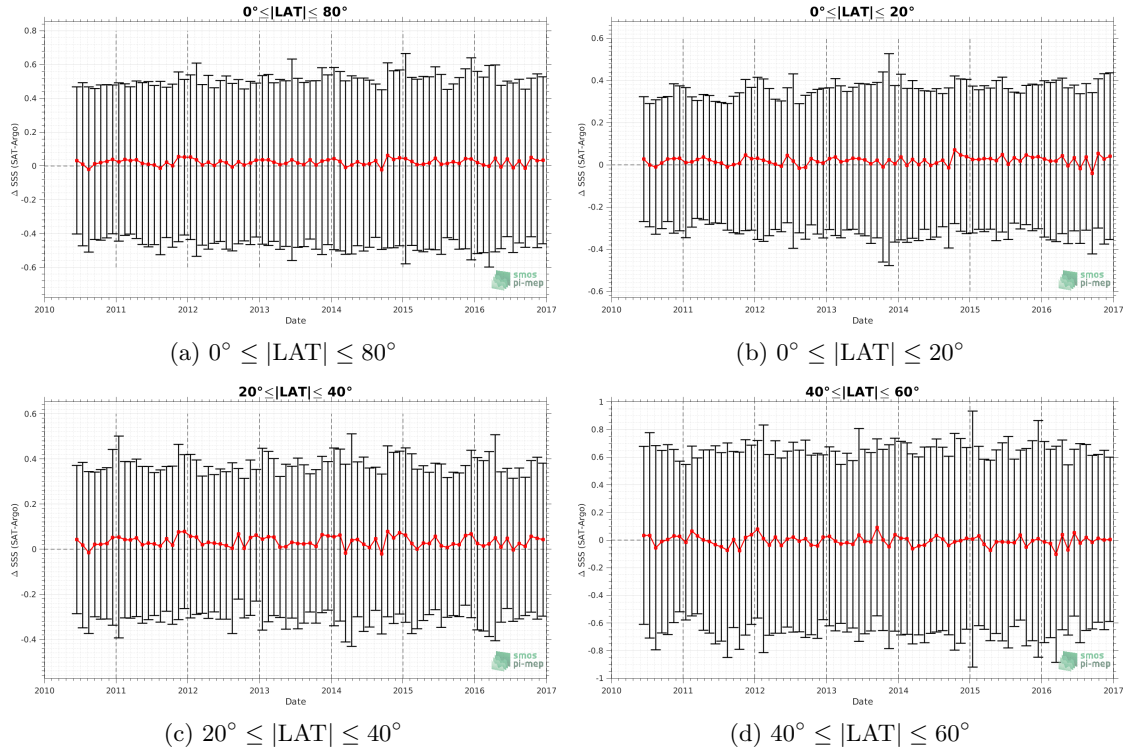 0°≤|LAT|≤ 80°
0.8
0.6
0.4
0.2
0
-0.2
-0.4
-0.6
Δ SSS (SAT-Argo)
2010 2011 2012 2013 2014 2015 2016 2017
Date
smos
pi-mep
(a) 0° ≤ |LAT| ≤ 80°
0°≤|LAT|≤ 20°
0.6
0.4
0.2
0
-0.2
-0.4
-0.6
Δ SSS (SAT-Argo)
2010 2011 2012 2013 2014 2015 2016 2017
Date
smos
pi-mep
(b) 0° ≤ |LAT| ≤ 20°
20°≤|LAT|≤ 40°
0.6
0.4
0.2
0
-0.2
-0.4
Δ SSS (SAT-Argo)
2010 2011 2012 2013 2014 2015 2016 2017
Date
smos
pi-mep
(c) 20° ≤ |LAT| ≤ 40°
40°≤|LAT|≤ 60°
1
0.8
0.6
0.4
0.2
0
-0.2
-0.4
-0.6
-0.8
-1
Δ SSS (SAT-Argo)
2010 2011 2012 2013 2014 2015 2016 2017
Date
smos
pi-mep
(d) 40° ≤ |LAT| ≤ 60°